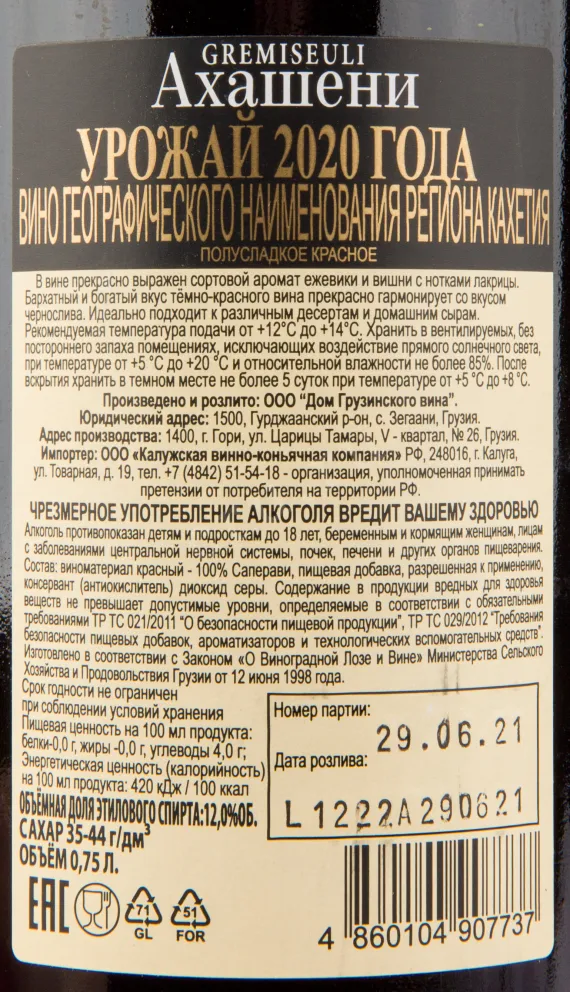 GREMISEULI
Ахашени
УРОЖАЙ 2020 ГОДА
ВИНО ГЕОГРАФИЧЕСКОГО НАИМЕНОВАНИЯ РЕГИОНА КАХЕТИЯ
ПОЛУСЛАДКОЕ КРАСНОЕ
В вине прекрасно выражен сортовой аромат ежевики и вишни с нотками лакрицы.
Бархатный и богатый вкус тёмно-красного вина прекрасно гармонирует со вкусом
чернослива. Идеально подходит к различным десертам и домашним сырам.
Рекомендуемая температура подачи от +12°C до +14°C. Хранить в вентилируемых, без
постороннего запаха помещениях, исключающих воздействие прямого солнечного света,
при температуре от +5 °C до +20 °C и относительной влажности не более 85%. После
вскрытия хранить в темном месте не более 5 суток при температуре от +5 °C до +8 °C.
Произведено и розлито: ООО “Дом Грузинского вина”.
Юридический адрес: 1500, Гурджаанский р-он, с. Зегаани, Грузия.
Адрес производства: 1400, г. Гори, ул. Царицы Тамары, V - квартал, № 26, Грузия.
Импортер: ООО «Калужская винно-коньячная компания» РФ, 248016, г. Калуга,
ул. Товарная, д. 19, тел. +7 (4842) 51-54-18 - организация, уполномоченная принимать
претензии от потребителя на территории РФ.
ЧРЕЗМЕРНОЕ УПОТРЕБЛЕНИЕ АЛКОГОЛЯ ВРЕДИТ ВАШЕМУ ЗДОРОВЬЮ
Алкоголь противопоказан детям и подросткам до 18 лет, беременным и кормящим женщинам, лицам
с заболеваниями центральной нервной системы, почек, печени и других органов пищеварения.
Состав: виноматериал красный - 100% Саперави, пищевая добавка, разрешенная к применению,
консервант (антиокислитель) диоксид серы. Содержание в продукции вредных для здоровья
веществ не превышает допустимые уровни, определяемые в соответствии с обязательными
требованиями ТР ТС 021/2011 “О безопасности пищевой продукции”, ТР ТС 029/2012 “Требования
безопасности пищевых добавок, ароматизаторов и технологических вспомогательных средств”.
Изготовлено в соответствии с Законом «О Виноградной Лозе и Вине» Министерства Сельского
Хозяйства и Продовольствия Грузии от 12 июня 1998 года.
Срок годности не ограничен
при соблюдении условий хранения
Пищевая ценность на 100 мл продукта:
белки-0,0 г, жиры -0,0 г, углеводы 4,0 г;
Энергетическая ценность (калорийность)
на 100 мл продукта: 420 кДж / 100 ккал
ОБЪЁМНАЯ ДОЛЯ ЭТИЛОВОГО СПИРТА:12,0%ОБ.
САХАР 35-44 г/дм³
ОБЪЁМ 0,75 Л.
Номер партии:
29.06.21
Дата розлива:
L1222A290621
EAC
71
GL
51
FOR
4 860104 907737